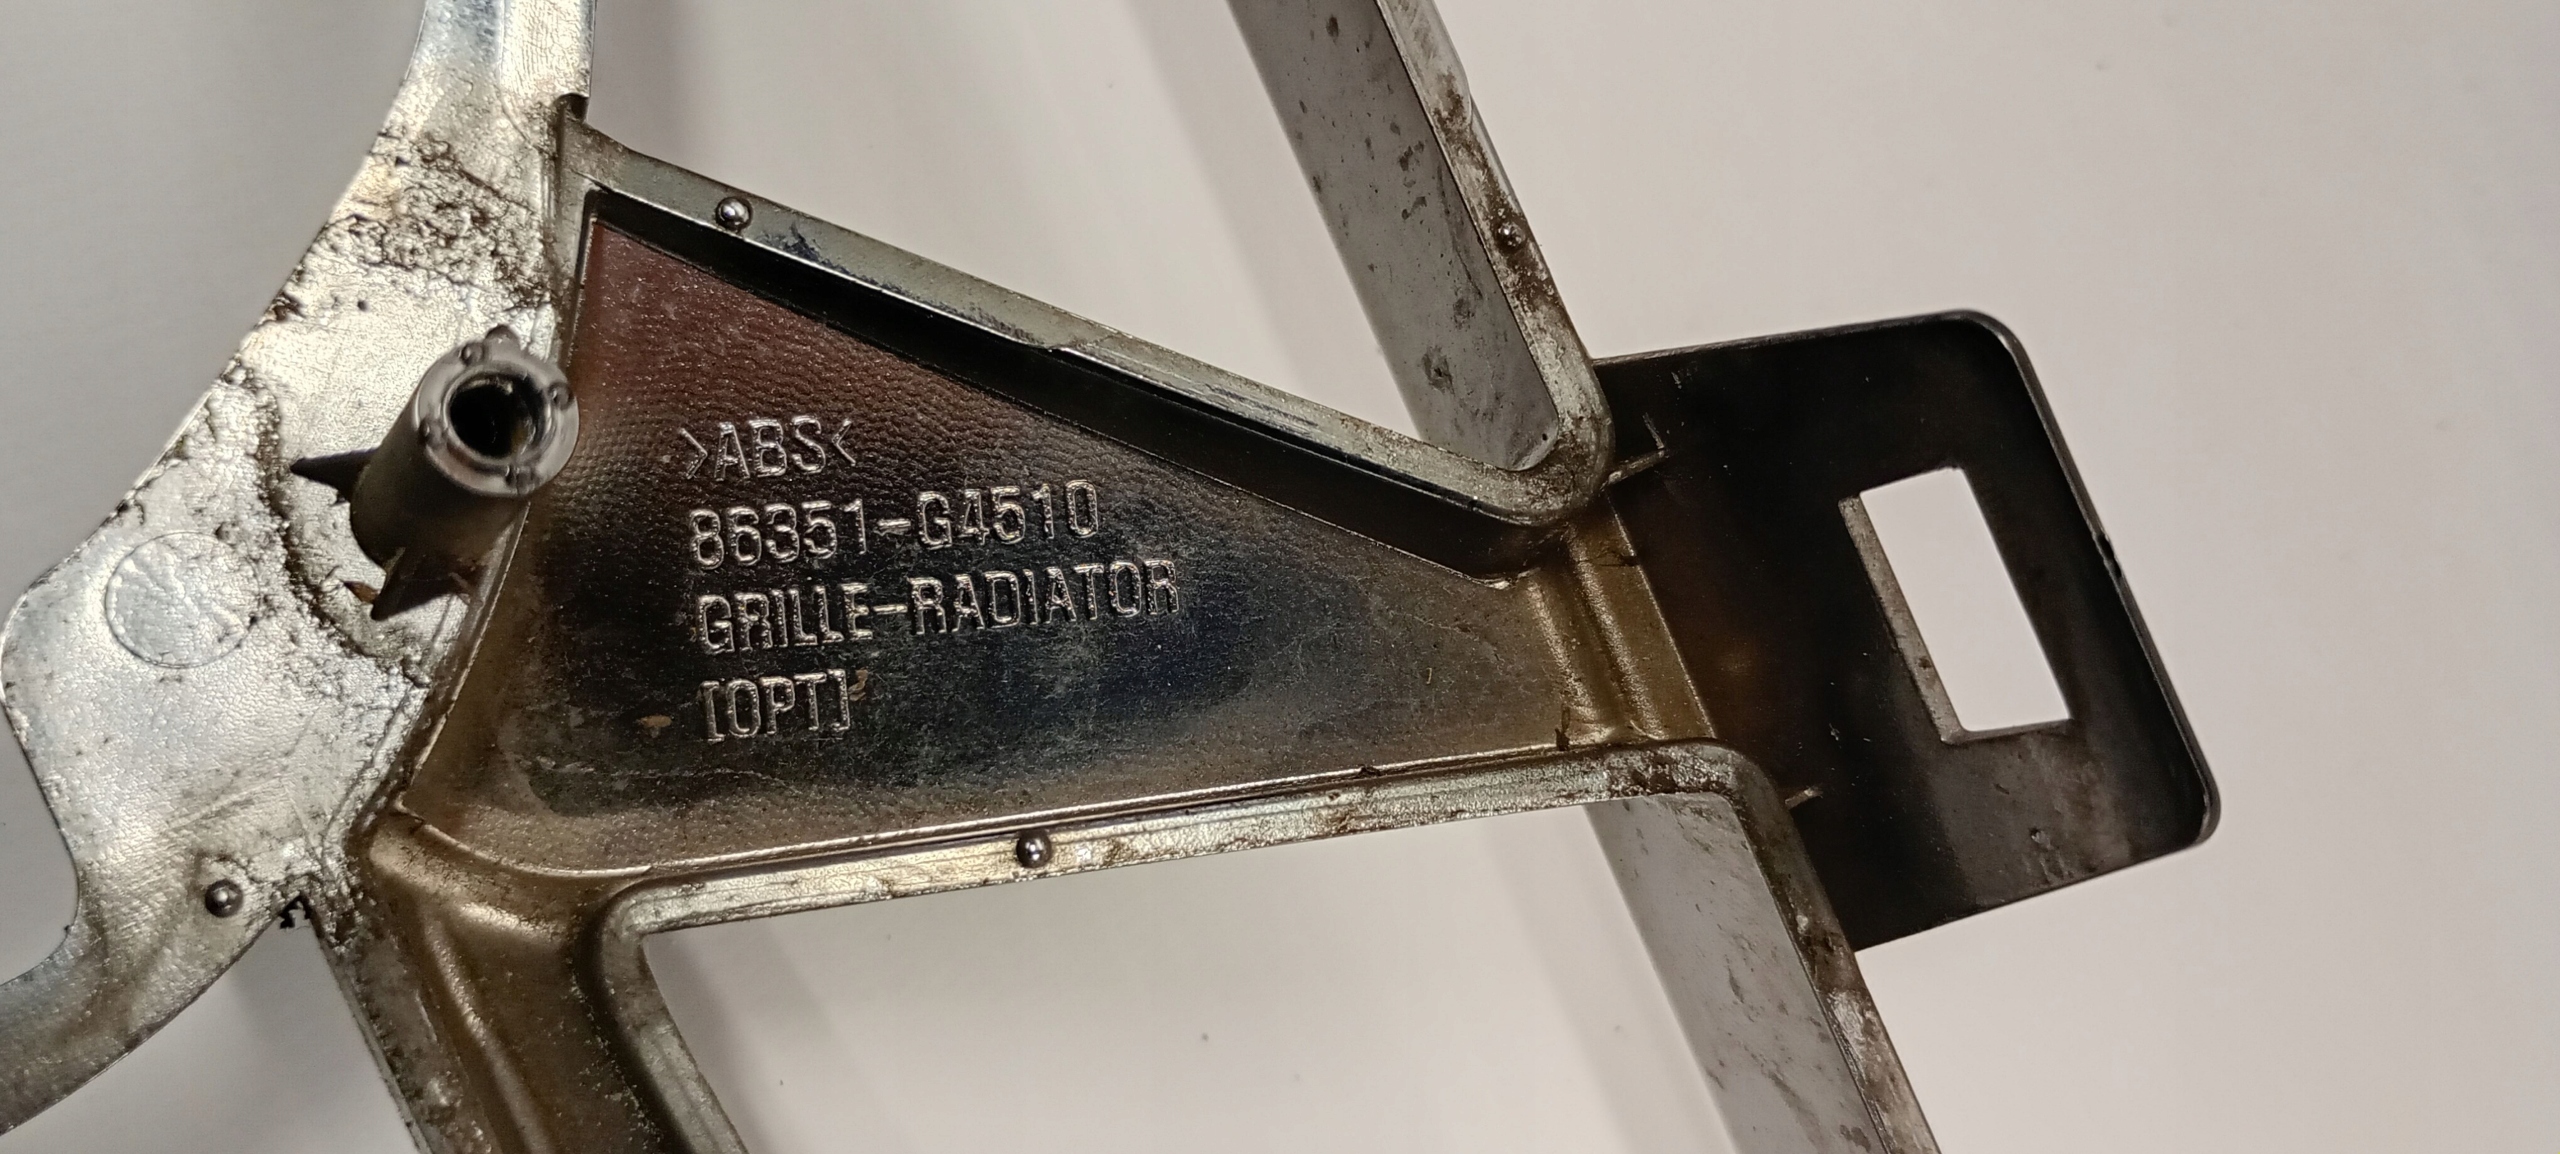 >ABS<
86351-G4510
GRILLE-RADIATOR
[OPT]